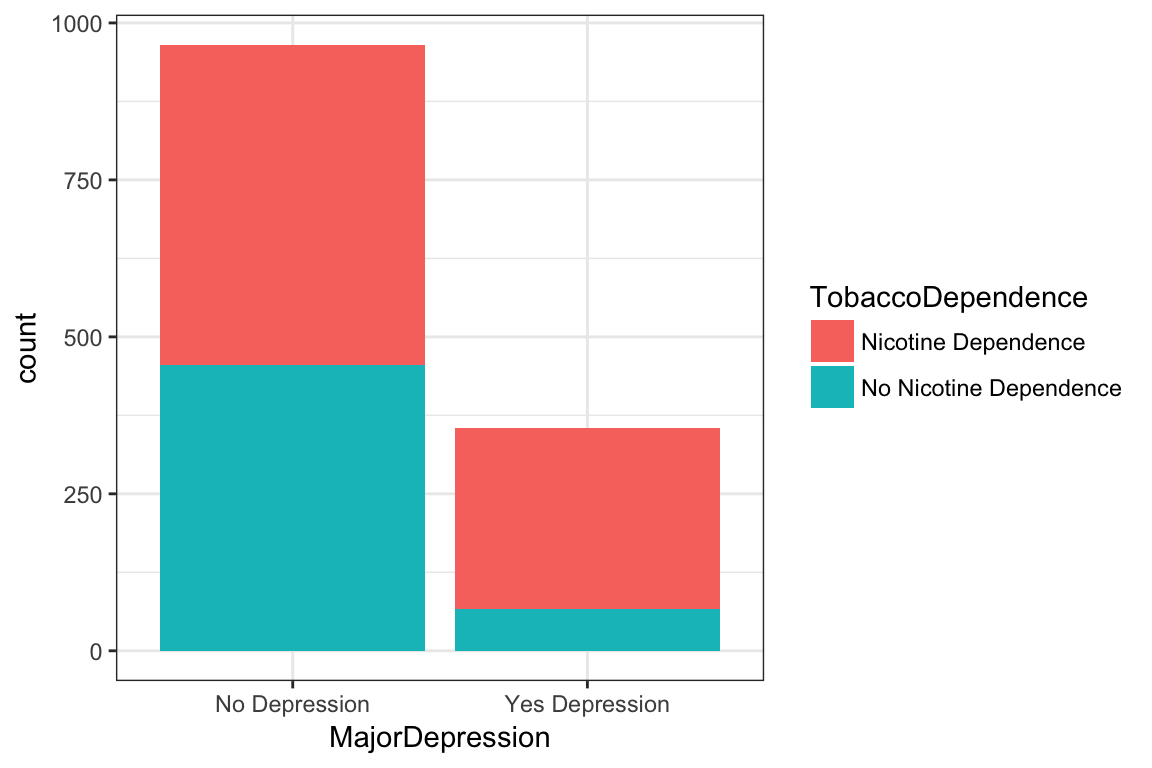 1000
750
500
250
0
count
No Depression
Yes Depression
MajorDepression
TobaccoDependence
Nicotine Dependence
No Nicotine Dependence